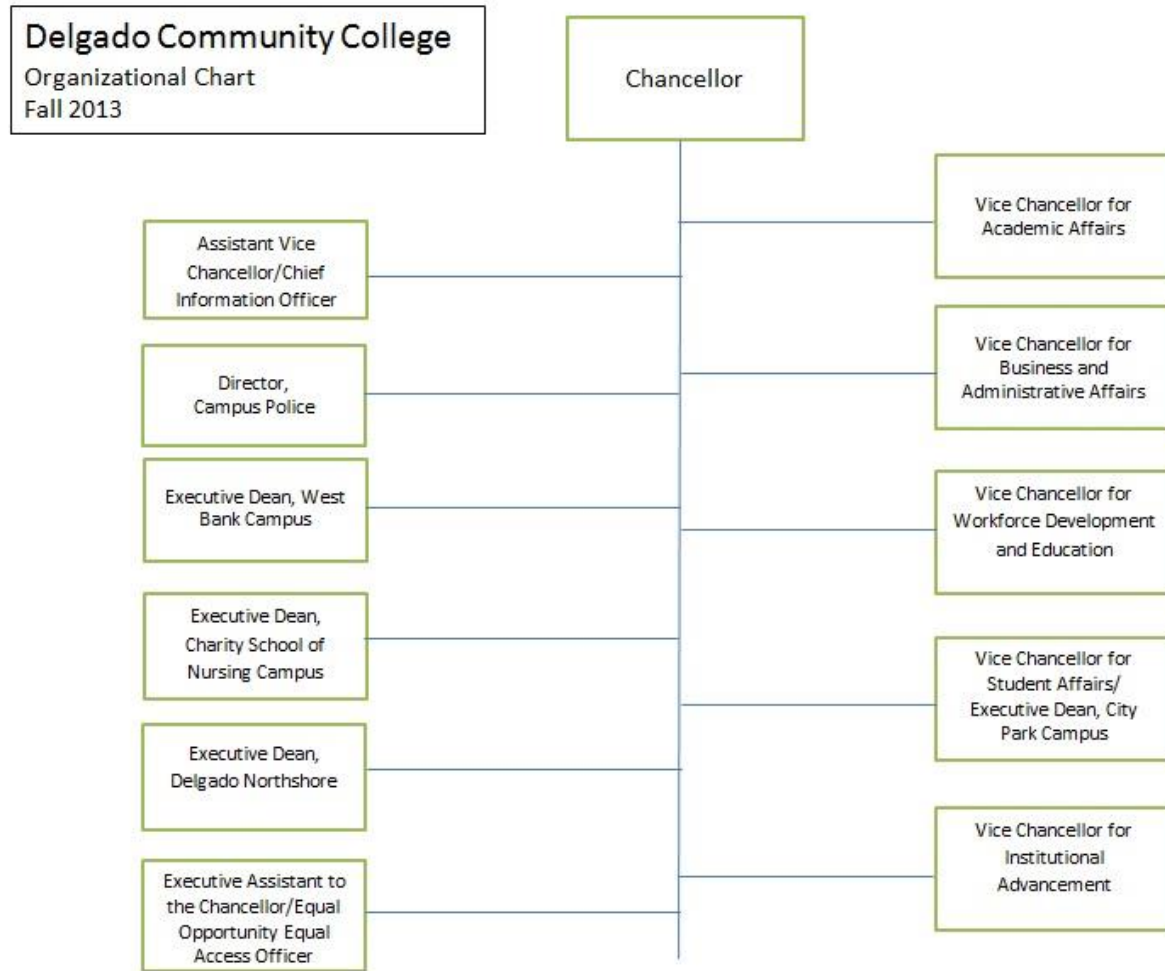 Delgado Community College
Organizational Chart
Fall 2013
Chancellor
Assistant Vice
Chancellor/Chief
Information Officer
Director,
Campus Police
Executive Dean, West
Bank Campus
Executive Dean,
Charity School of
Nursing Campus
Executive Dean,
Delgado Northshore
Executive Assistant to
the Chancellor/Equal
Opportunity Equal
Access Officer
Vice Chancellor for
Academic Affairs
Vice Chancellor for
Business and
Administrative Affairs
Vice Chancellor for
Workforce Development
and Education
Vice Chancellor for
Student Affairs/
Executive Dean, City
Park Campus
Vice Chancellor for
Institutional
Advancement